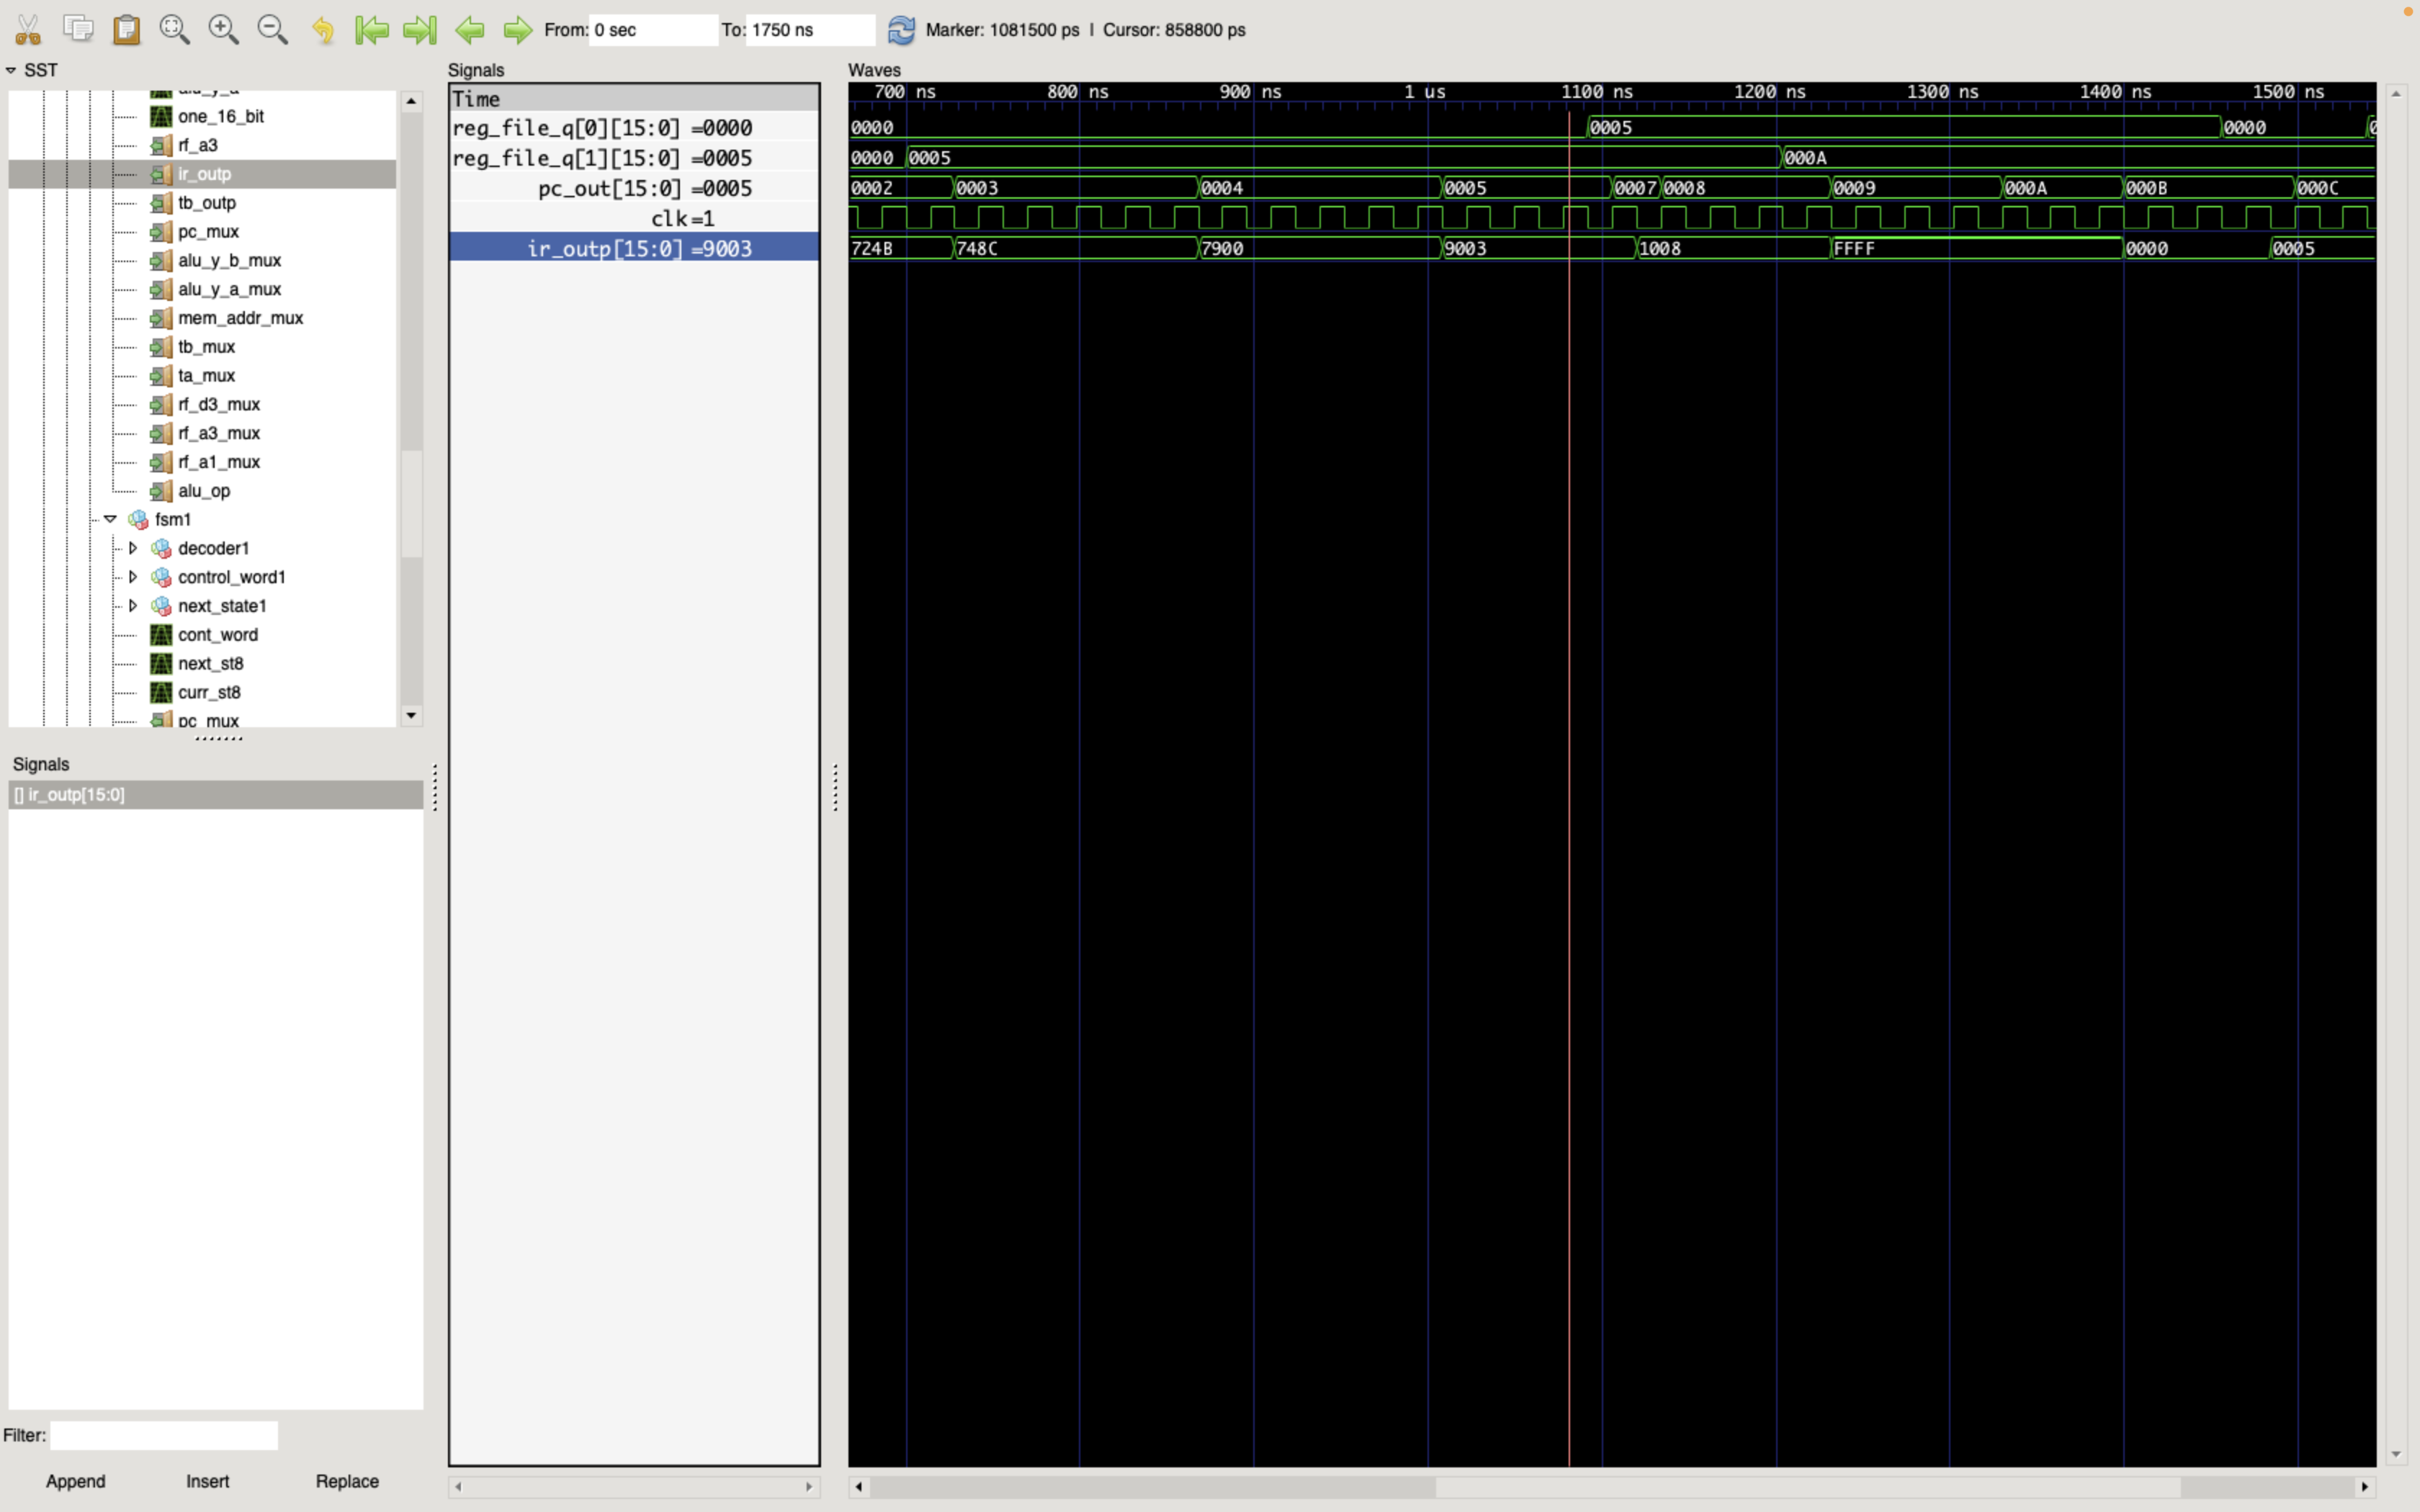 From: 0 sec To: 1750 ns Marker: 1081500 ps | Cursor: 858800 ps
SST
alu_y_a
one_16_bit
rf_a3
ir_outp
tb_outp
pc_mux
alu_y_b_mux
alu_y_a_mux
mem_addr_mux
tb_mux
ta_mux
rf_d3_mux
rf_a3_mux
rf_a1_mux
alu_op
fsm1
decoder1
control_word1
next_state1
cont_word
next_st8
curr_st8
pc_mux
Signals
[] ir_outp[15:0]
Filter:
Append Insert Replace
Signals
Time
reg_file_q[0][15:0] =0000
reg_file_q[1][15:0] =0005
pc_out[15:0] =0005
clk=1
ir_outp[15:0] =9003
Waves
700 ns 800 ns 900 ns 1 us 1100 ns 1200 ns 1300 ns 1400 ns 1500 ns
0000 0005 0000
0000 0005 000A
0002 0003 0004 0005 0007 0008 0009 000A 000B 000C
724B 748C 7900 9003 1008 FFFF 0000 0005